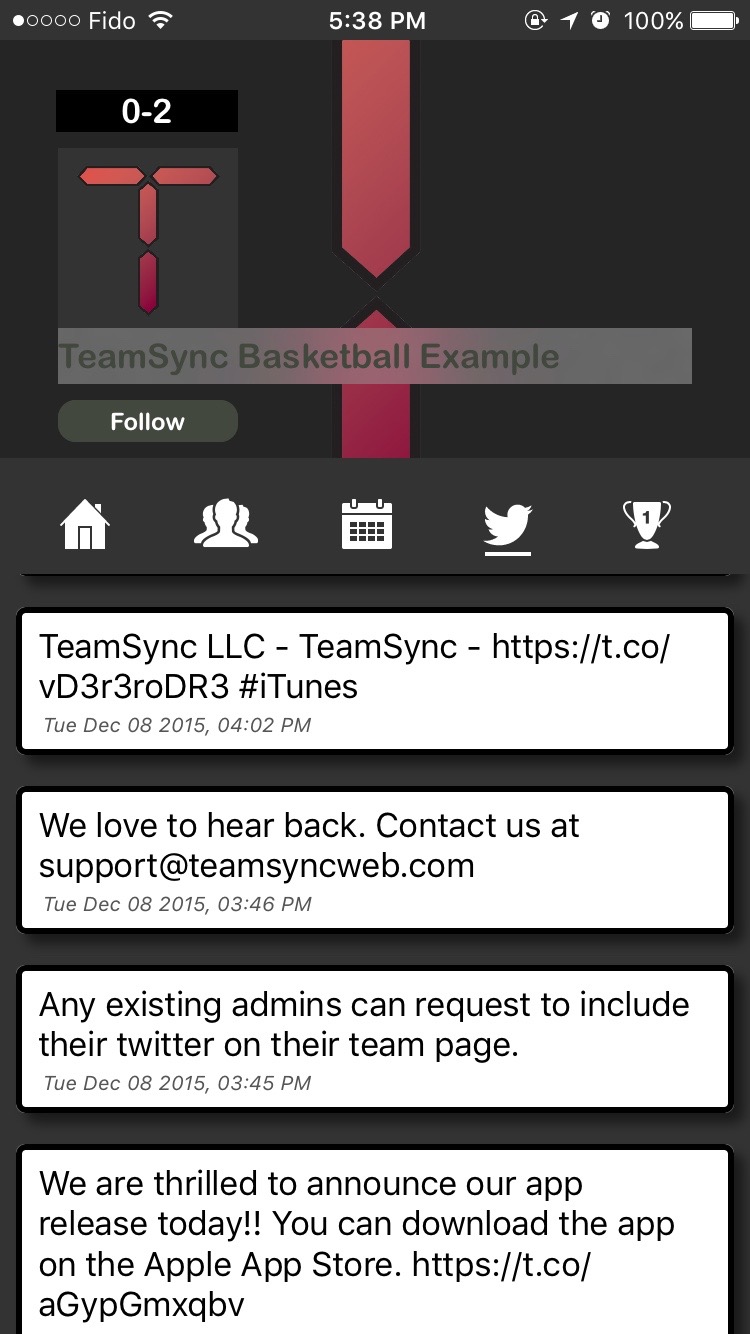 Fido 5:38 PM 100%
0-2
TeamSync Basketball Example
Follow
1
TeamSync LLC - TeamSync - https://t.co/
vD3r3roDR3 #iTunes
Tue Dec 08 2015, 04:02 PM
We love to hear back. Contact us at
support@teamsyncweb.com
Tue Dec 08 2015, 03:46 PM
Any existing admins can request to include
their twitter on their team page.
Tue Dec 08 2015, 03:45 PM
We are thrilled to announce our app
release today!! You can download the app
on the Apple App Store. https://t.co/
aGypGmxqbv